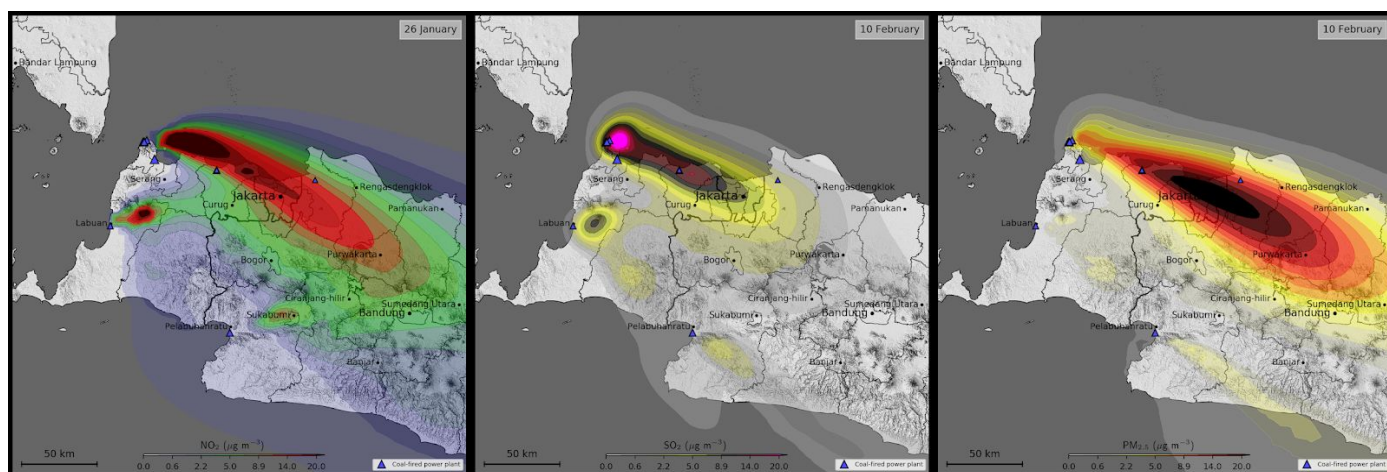 26 January
Bandar Lampung
Serang
Rengasdengklok
Jakarta
Curug
Pamanukan
Labuan
Bogor
Purwakarta
Ciranjang-hilir
Sumedang Utara
Sukabumi
Bandung
Pelabuhanratu
Banjar
50 km
NO₂ (μg m⁻³)
0.0 0.6 2.2 5.0 8.9 14.0 20.0
Coal-fired power plant
10 February
Bandar Lampung
Serang
Rengasdengklok
Curug
Jakarta
Pamanukan
Labuan
Bogor
Purwakarta
Ciranjang-hilir
Sumedang Utara
Sukabumi
Bandung
Pelabuhanratu
Banjar
50 km
SO₂ (μg m⁻³)
0.0 0.6 2.2 5.0 8.9 14.0 20.0
Coal-fired power plant
10 February
Bandar Lampung
Serang
Rengasdengklok
Jakarta
Curug
Pamanukan
Labuan
Bogor
Purwakarta
Ciranjang-hilir
Sumedang Utara
Sukabumi
Bandung
Pelabuhanratu
Banjar
50 km
PM₂.₅ (μg m⁻³)
0.0 0.6 2.2 5.0 8.9 14.0 20.0
Coal-fired power plant